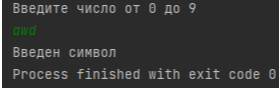 Введите число от 0 до 9
awd
Введен символ
Process finished with exit code 0